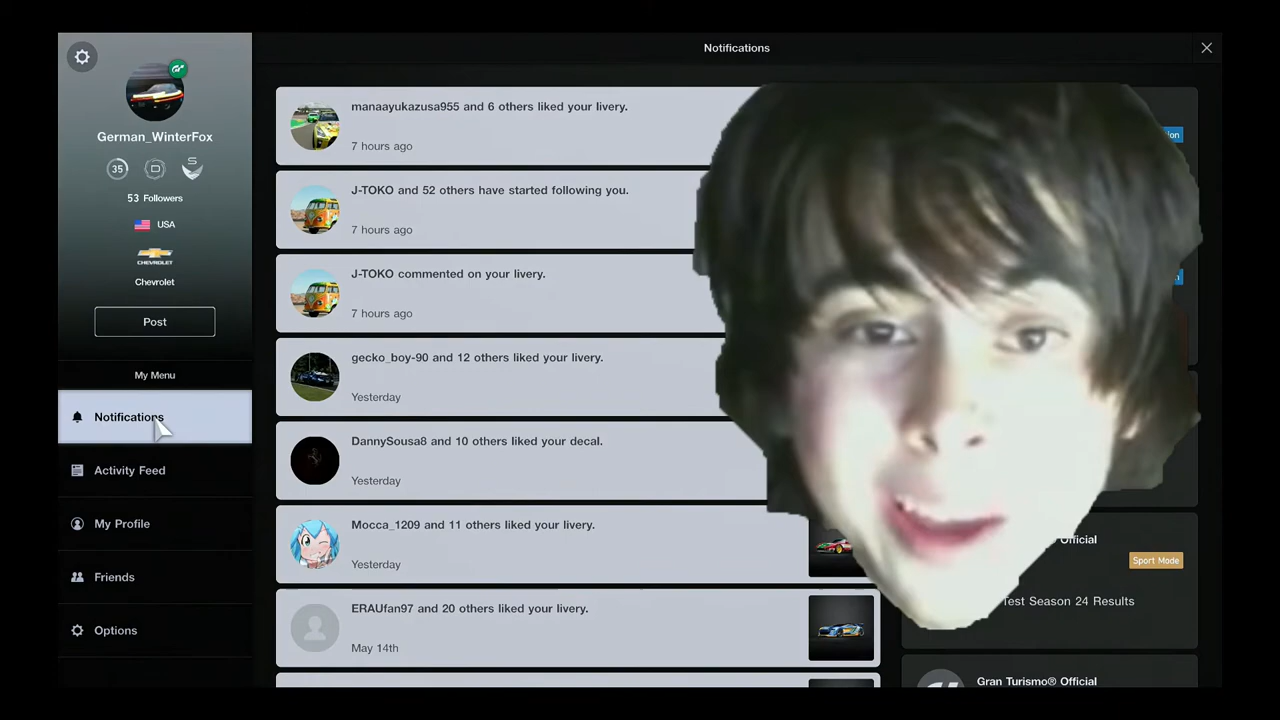 Notifications
German_WinterFox
35
D
S
53 Followers
USA
CHEVROLET
Chevrolet
Post
My Menu
Notifications
Activity Feed
My Profile
Friends
Options
manaayukazusa955 and 6 others liked your livery.
7 hours ago
J-TOKO and 52 others have started following you.
7 hours ago
J-TOKO commented on your livery.
7 hours ago
gecko_boy-90 and 12 others liked your livery.
Yesterday
DannySousa8 and 10 others liked your decal.
Yesterday
Mocca_1209 and 11 others liked your livery.
Yesterday
ERAUfan97 and 20 others liked your livery.
May 14th
Official
Sport Mode
Test Season 24 Results
Gran Turismo® Official